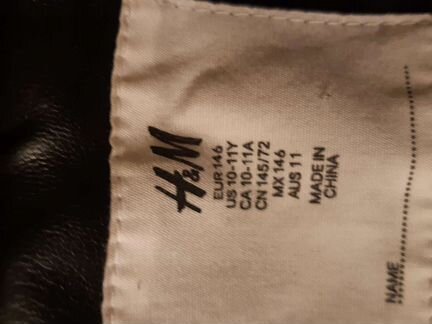 H&M
EUR 146
US 10-11Y
CA 10-11A
CN 145/72
MX 146
AUS 11
MADE IN
CHINA
NAME